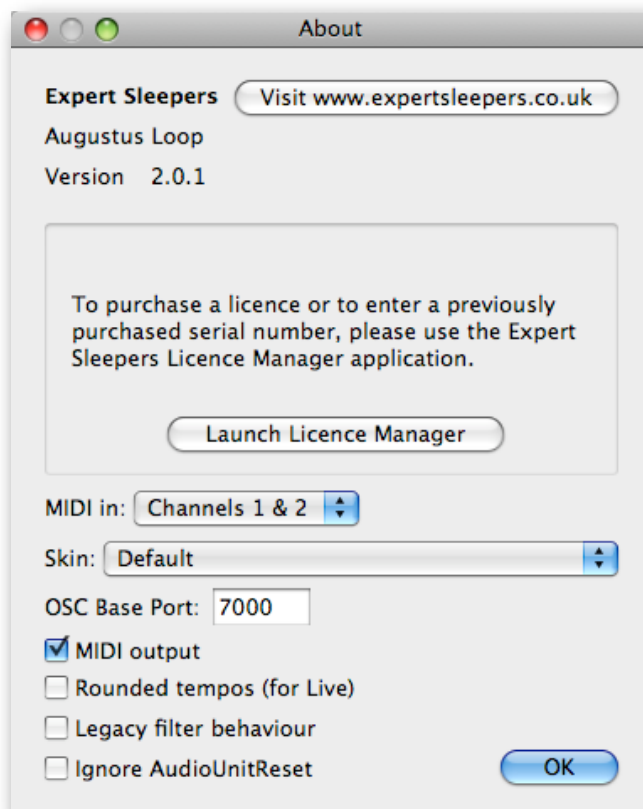 About
Expert Sleepers Visit www.expertsleepers.co.uk
Augustus Loop
Version 2.0.1
To purchase a licence or to enter a previously
purchased serial number, please use the Expert
Sleepers Licence Manager application.
Launch Licence Manager
MIDI in: Channels 1 & 2
Skin: Default
OSC Base Port: 7000
MIDI output
Rounded tempos (for Live)
Legacy filter behaviour
Ignore AudioUnitReset OK